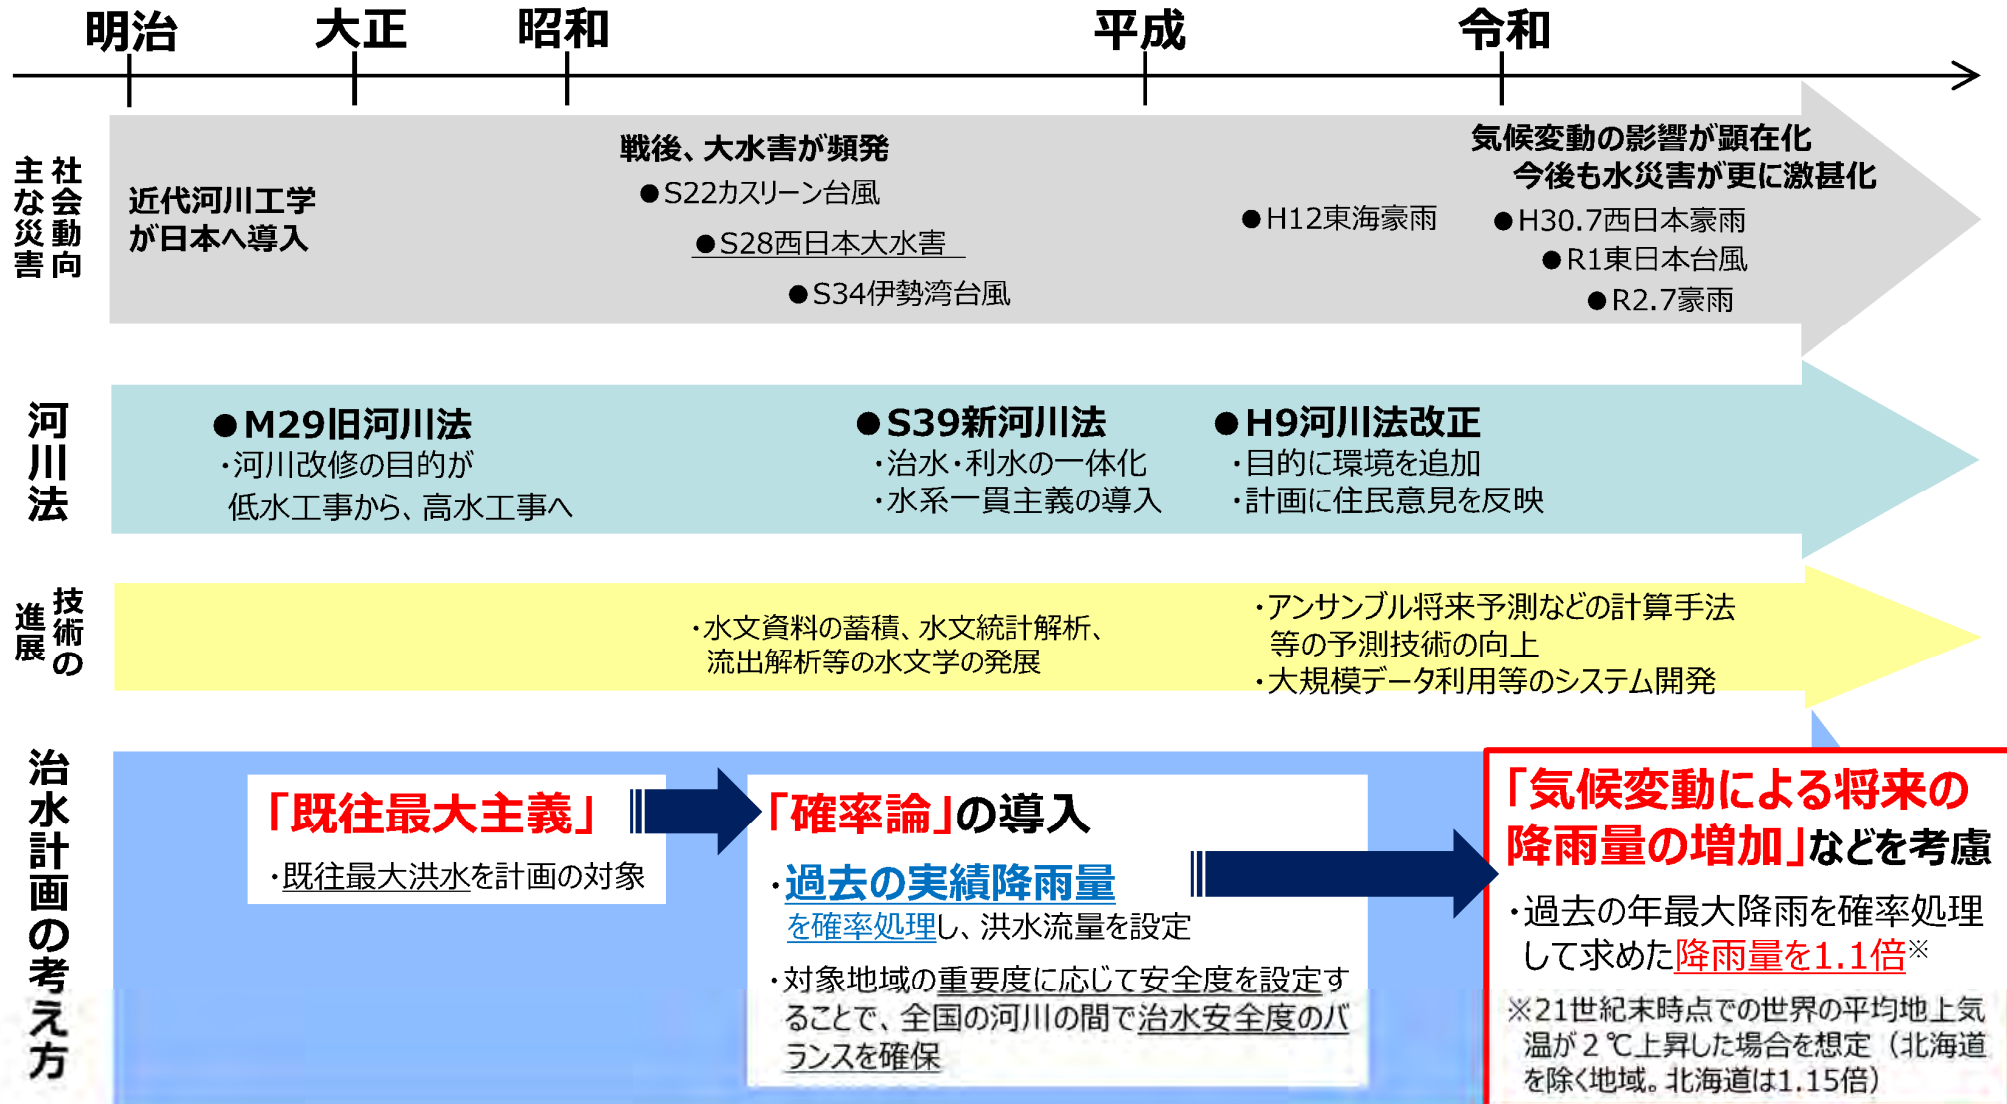 明治
大正
昭和
平成
令和
社会動向
主な災害
近代河川工学
が日本へ導入
戦後、大水害が頻発
●S22カスリーン台風
●S28西日本大水害
●S34伊勢湾台風
●H12東海豪雨
気候変動の影響が顕在化
今後も水災害が更に激甚化
●H30.7西日本豪雨
●R1東日本台風
●R2.7豪雨
河川法
●M29旧河川法
・河川改修の目的が
低水工事から、高水工事へ
●S39新河川法
・治水・利水の一体化
・水系一貫主義の導入
●H9河川法改正
・目的に環境を追加
・計画に住民意見を反映
技術の
進展
・水文資料の蓄積、水文統計解析、
流出解析等の水文学の発展
・アンサンブル将来予測などの計算手法
等の予測技術の向上
・大規模データ利用等のシステム開発
治水計画の考え方
「既往最大主義」
・既往最大洪水を計画の対象
「確率論」の導入
・過去の実績降雨量
を確率処理し、洪水流量を設定
・対象地域の重要度に応じて安全度を設定す
ることで、全国の河川の間で治水安全度のバ
ランスを確保
「気候変動による将来の
降雨量の増加」などを考慮
・過去の年最大降雨を確率処理
して求めた降雨量を1.1倍※
※21世紀末時点での世界の平均地上気
温が2℃上昇した場合を想定（北海道
を除く地域。北海道は1.15倍）